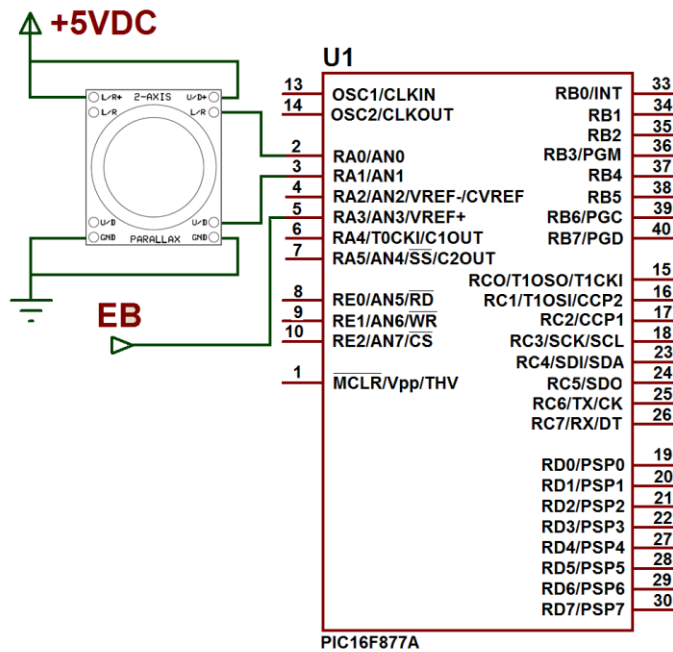 +5VDC
L/R+ 2-AXIS U/D+
L/R L/R
U/D U/D
GND PARALLAX GND
EB
U1
13 OSC1/CLKIN
14 OSC2/CLKOUT
2 RA0/AN0
3 RA1/AN1
4 RA2/AN2/VREF-/CVREF
5 RA3/AN3/VREF+
6 RA4/T0CKI/C1OUT
7 RA5/AN4/SS/C2OUT
8 RE0/AN5/RD
9 RE1/AN6/WR
10 RE2/AN7/CS
1 MCLR/Vpp/THV
RB0/INT 33
RB1 34
RB2 35
RB3/PGM 36
RB4 37
RB5 38
RB6/PGC 39
RB7/PGD 40
RCO/T1OSO/T1CKI 15
RC1/T1OSI/CCP2 16
RC2/CCP1 17
RC3/SCK/SCL 18
RC4/SDI/SDA 23
RC5/SDO 24
RC6/TX/CK 25
RC7/RX/DT 26
RD0/PSP0 19
RD1/PSP1 20
RD2/PSP2 21
RD3/PSP3 22
RD4/PSP4 27
RD5/PSP5 28
RD6/PSP6 29
RD7/PSP7 30
PIC16F877A